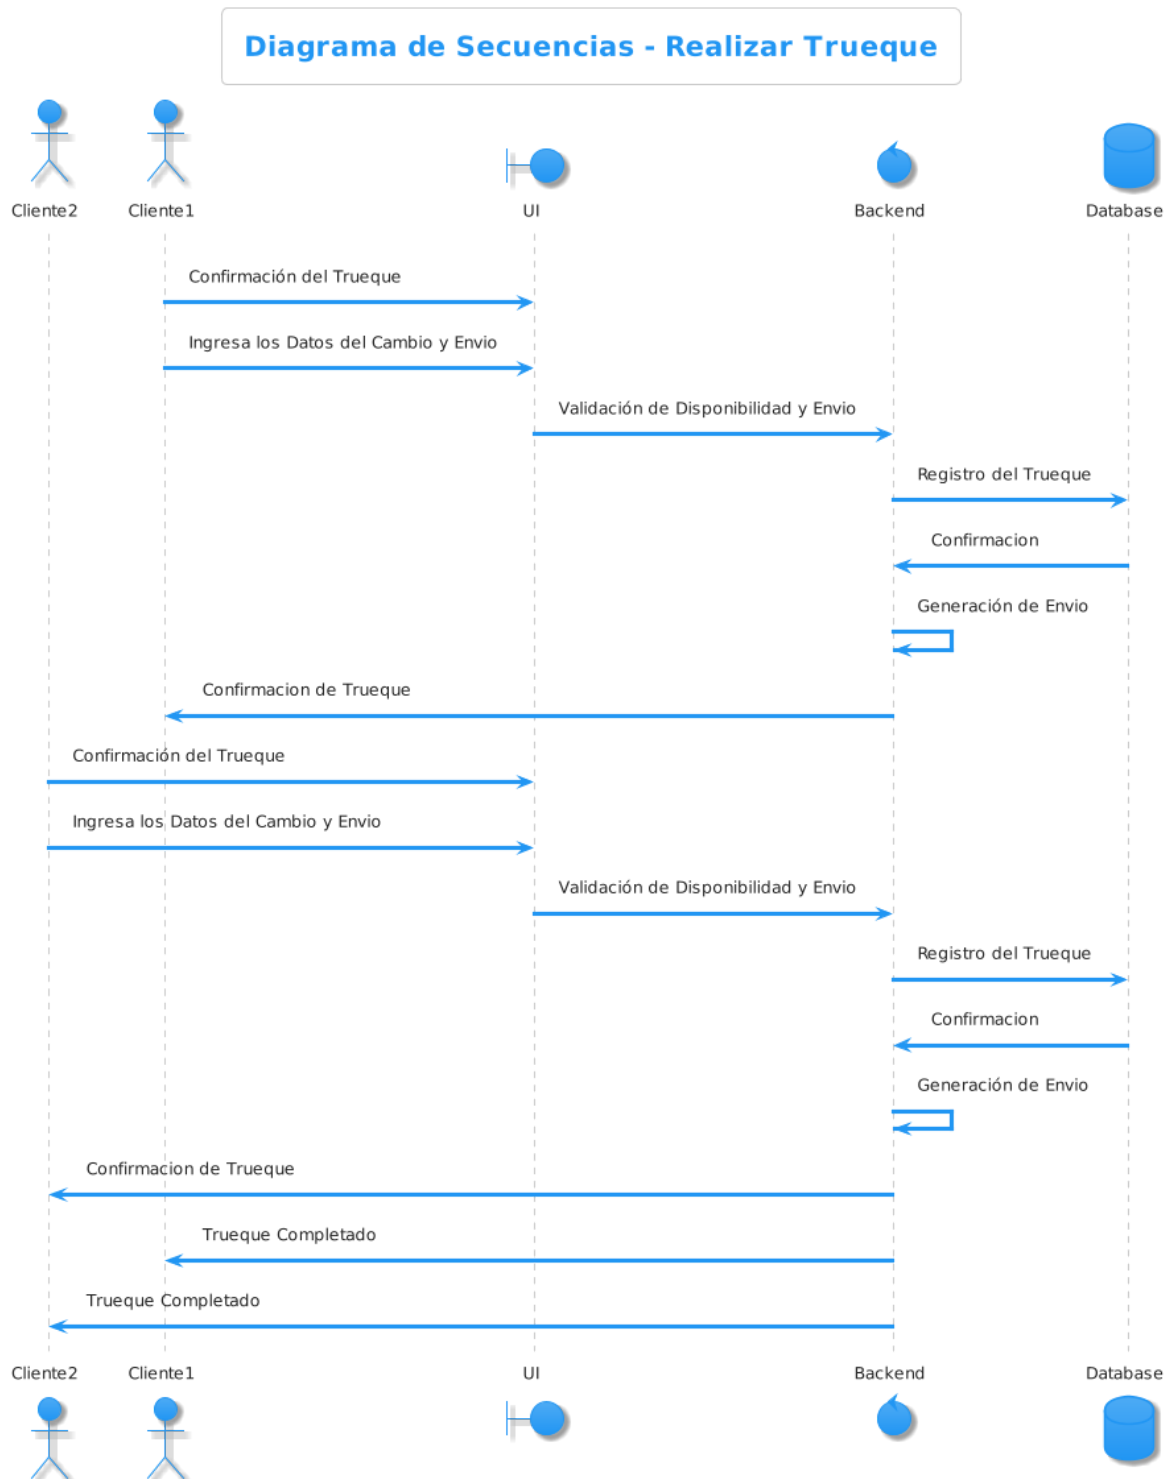 Diagrama de Secuencias - Realizar Trueque
Cliente2
Cliente1
UI
Backend
Database
Confirmación del Trueque
Ingresa los Datos del Cambio y Envio
Validación de Disponibilidad y Envio
Registro del Trueque
Confirmacion
Generación de Envio
Confirmacion de Trueque
Confirmación del Trueque
Ingresa los Datos del Cambio y Envio
Validación de Disponibilidad y Envio
Registro del Trueque
Confirmacion
Generación de Envio
Confirmacion de Trueque
Trueque Completado
Trueque Completado
Cliente2
Cliente1
UI
Backend
Database